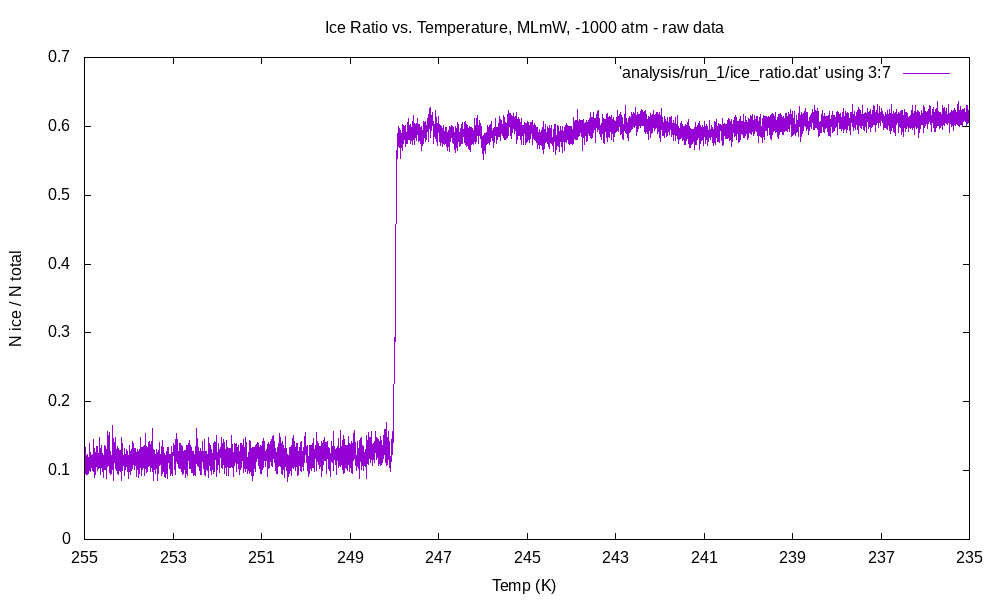 Ice Ratio vs. Temperature, MLmW, -1000 atm - raw data
'analysis/run_1/ice_ratio.dat' using 3:7
0.7
0.6
0.5
0.4
0.3
0.2
0.1
0
N ice / N total
255 253 251 249 247 245 243 241 239 237 235
Temp (K)